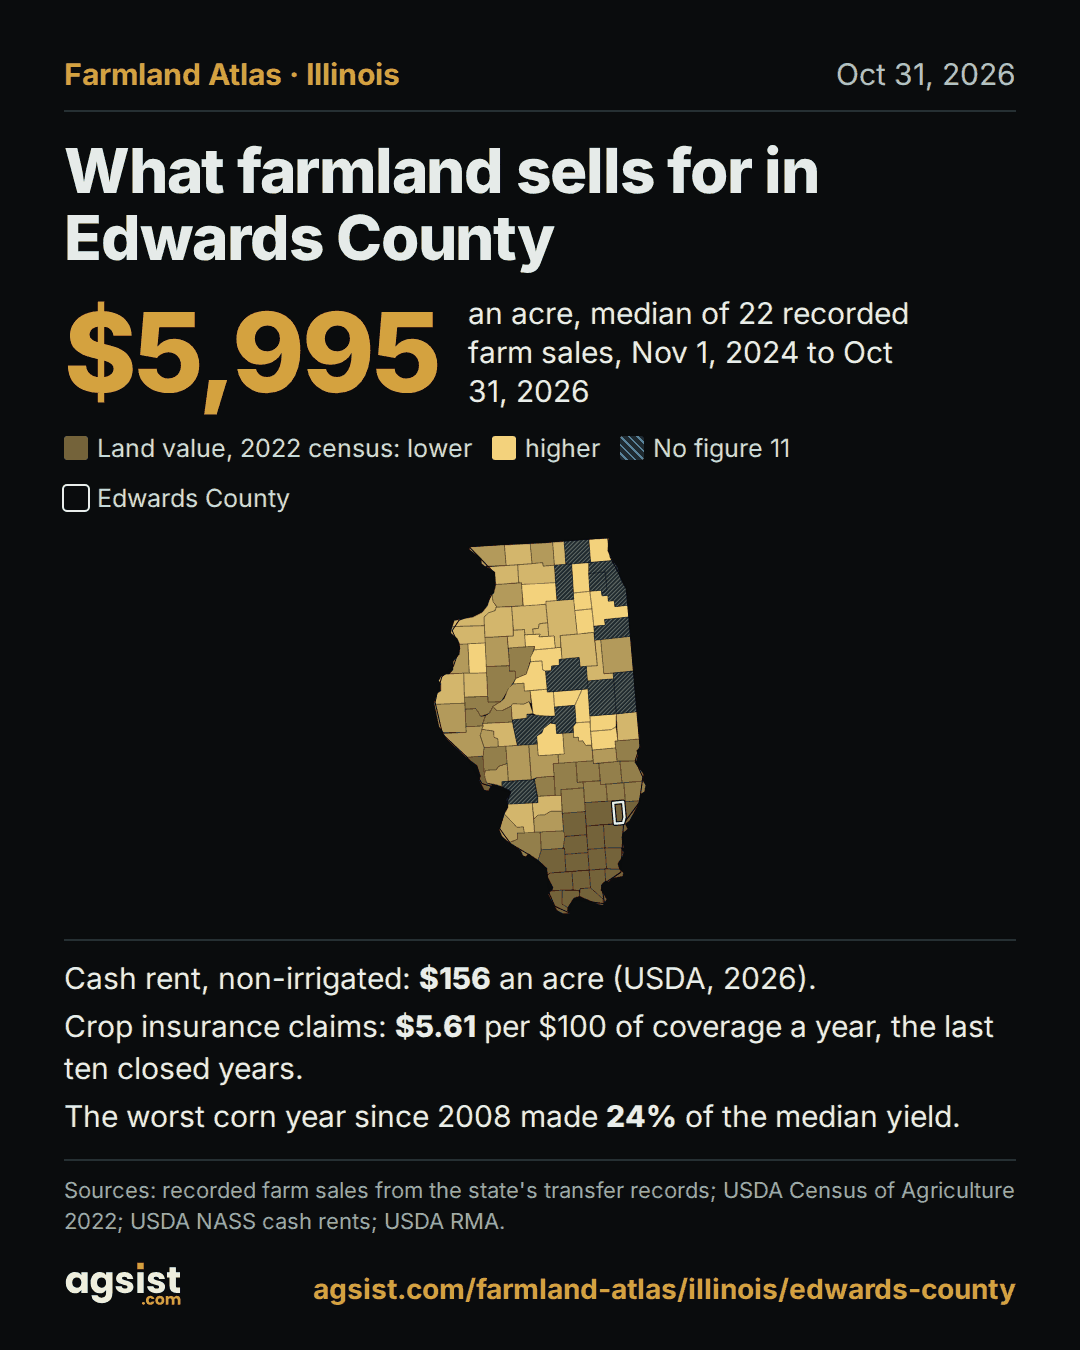 Farmland Atlas · Illinois
Oct 31, 2026
What farmland sells for in
Edwards County
$5,995
an acre, median of 22 recorded
farm sales, Nov 1, 2024 to Oct
31, 2026
Land value, 2022 census: lower
higher
No figure 11
Edwards County
Cash rent, non-irrigated: $156 an acre (USDA, 2026).
Crop insurance claims: $5.61 per $100 of coverage a year, the last
ten closed years.
The worst corn year since 2008 made 24% of the median yield.
Sources: recorded farm sales from the state's transfer records; USDA Census of Agriculture
2022; USDA NASS cash rents; USDA RMA.
agsist
.com
agsist.com/farmland-atlas/illinois/edwards-county